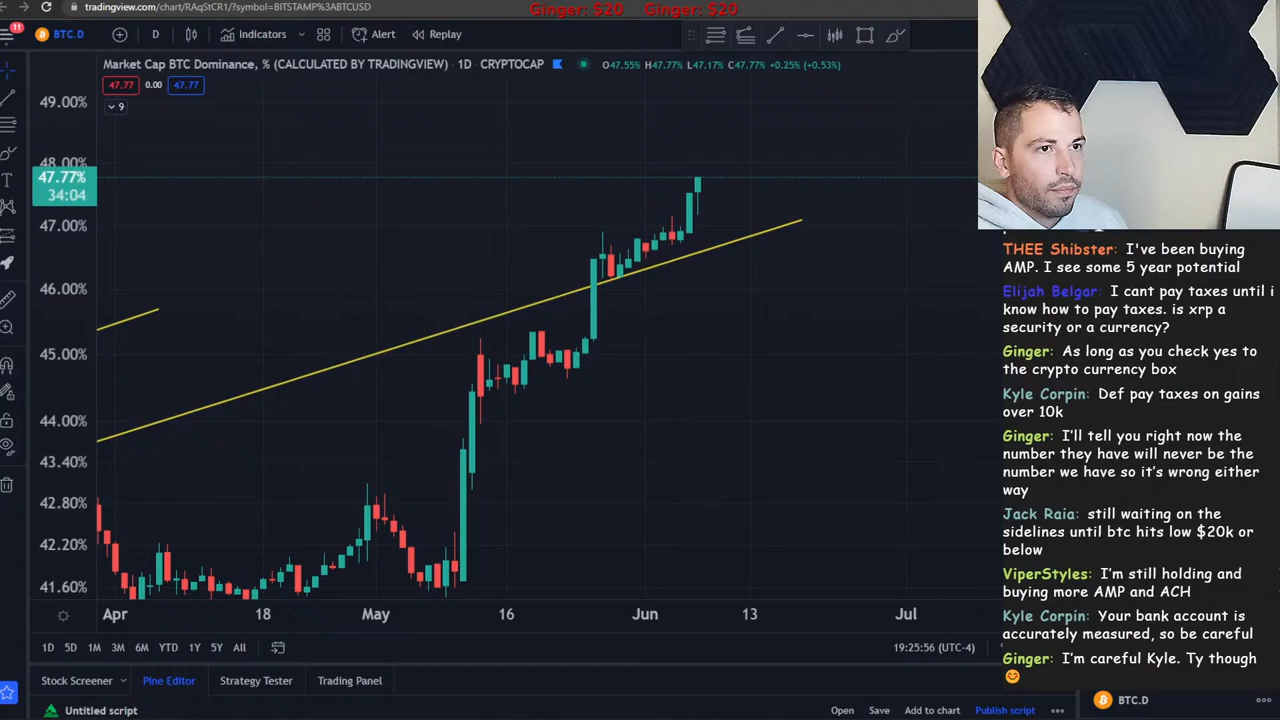 tradingview.com/chart/RAqStCR1/?symbol=BITSTAMP%3ABTCUSD
Ginger: $20 Ginger: $20
11
BTC.D
D
Indicators
Alert
Replay
Market Cap BTC Dominance, % (CALCULATED BY TRADINGVIEW) · 1D · CRYPTOCAP
O47.55% H47.77% L47.17% C47.77% +0.25% (+0.53%)
47.77 0.00 47.77
9
49.00%
48.00%
47.77%
34:04
47.00%
46.00%
45.00%
44.00%
43.40%
42.80%
42.20%
41.60%
Apr 18 May 16 Jun 13 Jul
1D 5D 1M 3M 6M YTD 1Y 5Y All
19:25:56 (UTC-4)
Stock Screener Pine Editor Strategy Tester Trading Panel
Untitled script
Open Save Add to chart Publish script
THEE Shibster: I've been buying
AMP. I see some 5 year potential
Elijah Belgar: I cant pay taxes until i
know how to pay taxes. is xrp a
security or a currency?
Ginger: As long as you check yes to
the crypto currency box
Kyle Corpin: Def pay taxes on gains
over 10k
Ginger: I'll tell you right now the
number they have will never be the
number we have so it's wrong either
way
Jack Raia: still waiting on the
sidelines until btc hits low $20k or
below
ViperStyles: I'm still holding and
buying more AMP and ACH
Kyle Corpin: Your bank account is
accurately measured, so be careful
Ginger: I'm careful Kyle. Ty though
BTC.D